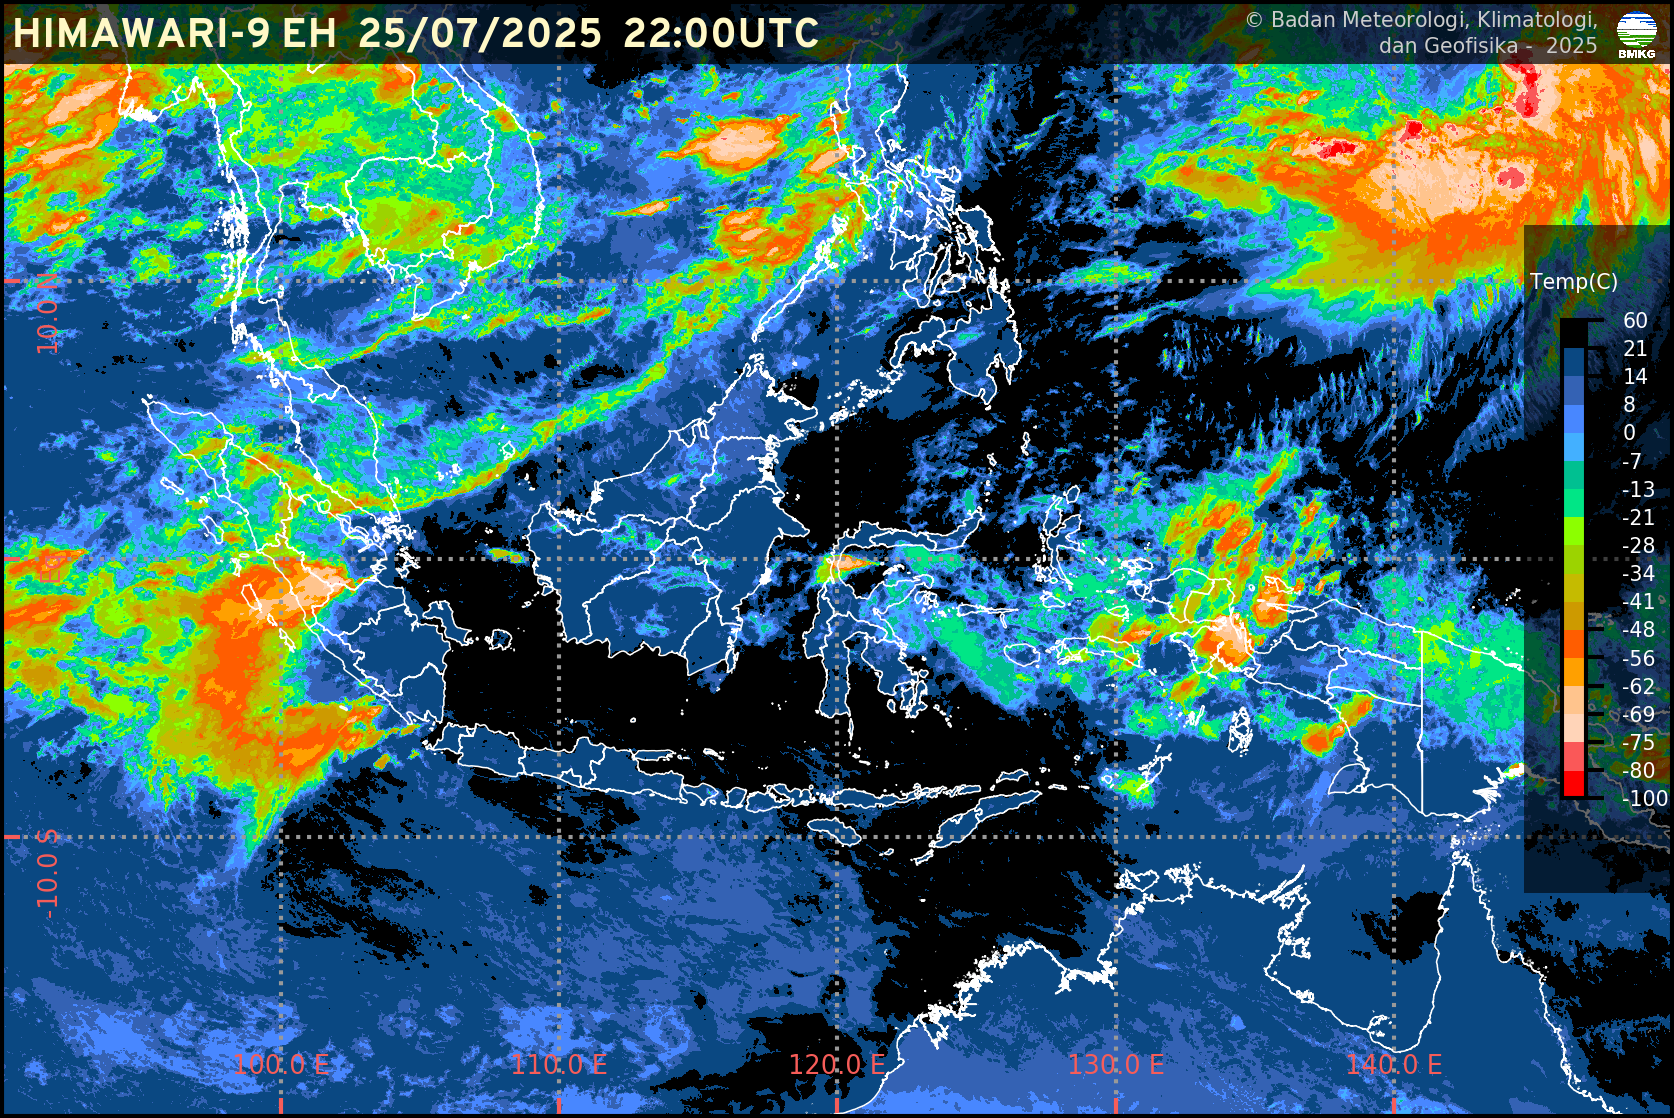 HIMAWARI-9 EH 25/07/2025 22:00UTC
© Badan Meteorologi, Klimatologi,
dan Geofisika - 2025
BMKG
Temp(C)
60
21
14
8
0
-7
-13
-21
-28
-34
-41
-48
-56
-62
-69
-75
-80
-100
10.0 N
-10.0 S
100.0 E
110.0 E
120.0 E
130.0 E
140.0 E